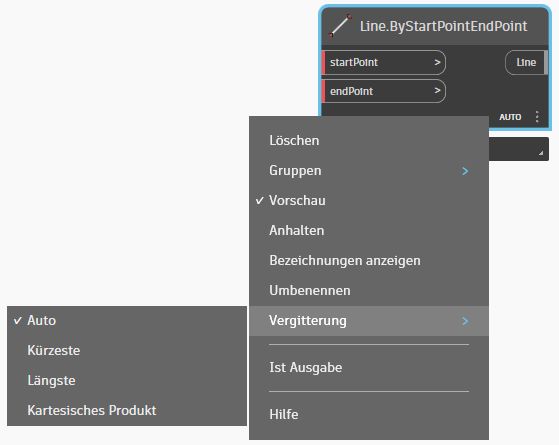 Line.ByStartPointEndPoint
startPoint >
Line
endPoint >
AUTO
Löschen
Gruppen >
Vorschau
Anhalten
Bezeichnungen anzeigen
Umbenennen
Vergitterung >
Ist Ausgabe
Hilfe
Auto
Kürzeste
Längste
Kartesisches Produkt